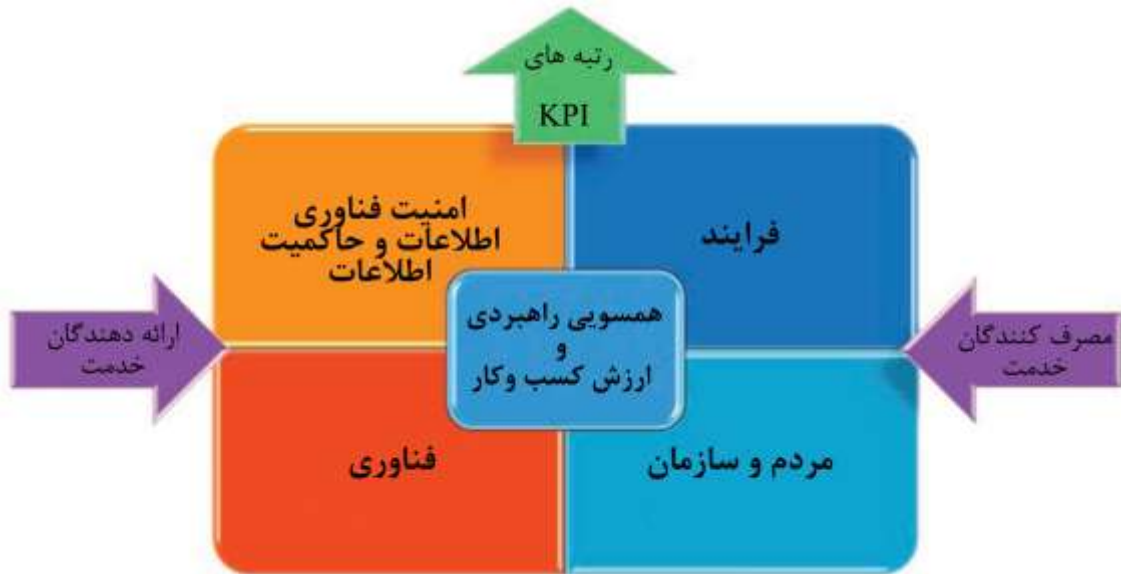 رتبه های
KPI
فرایند
امنیت فناوری
اطلاعات و حاکمیت
اطلاعات
همسویی راهبردی
و
ارزش کسب وکار
مصرف کنندگان
خدمت
ارائه دهندگان
خدمت
مردم و سازمان
فناوری